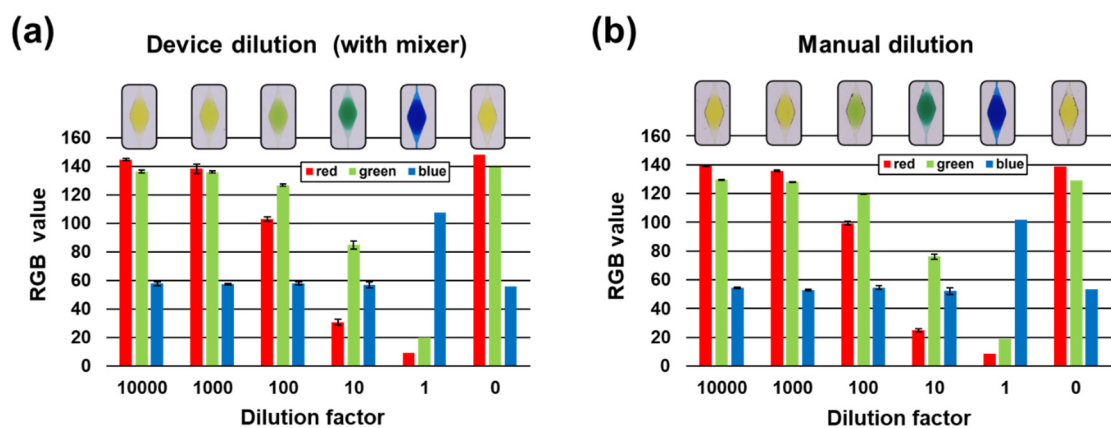 (a)
Device dilution (with mixer)
160
140
120
100
80
60
40
20
0
RGB value
red green blue
10000 1000 100 10 1 0
Dilution factor
(b)
Manual dilution
160
140
120
100
80
60
40
20
0
RGB value
red green blue
10000 1000 100 10 1 0
Dilution factor